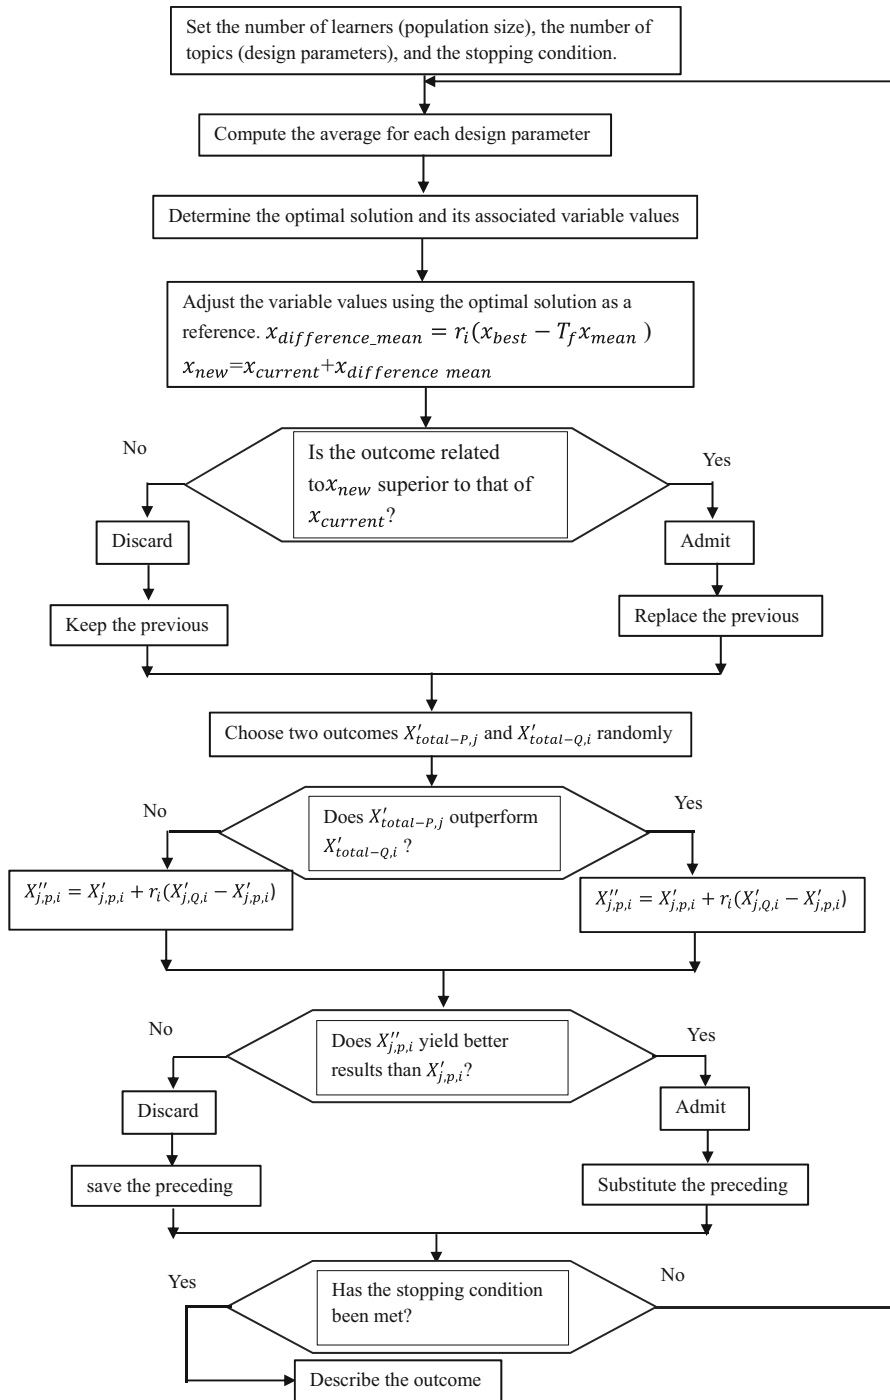 Set the number of learners (population size), the number of
topics (design parameters), and the stopping condition.
Compute the average for each design parameter
Determine the optimal solution and its associated variable values
Adjust the variable values using the optimal solution as a
reference. x_{difference_mean} = r_i(x_{best} − T_f x_{mean} )
x_{new}=x_{current}+x_{difference mean}
No
Yes
Is the outcome related
to x_{new} superior to that of
x_{current}?
Discard
Admit
Keep the previous
Replace the previous
Choose two outcomes X′_{total−P,j} and X′_{total−Q,i} randomly
No
Yes
Does X′_{total−P,j} outperform
X′_{total−Q,i} ?
X″_{j,p,i} = X′_{j,p,i} + r_i(X′_{j,Q,i} − X′_{j,p,i})
X″_{j,p,i} = X′_{j,p,i} + r_i(X′_{j,Q,i} − X′_{j,p,i})
No
Yes
Does X″_{j,p,i} yield better
results than X′_{j,p,i}?
Discard
Admit
save the preceding
Substitute the preceding
Yes
No
Has the stopping condition
been met?
Describe the outcome